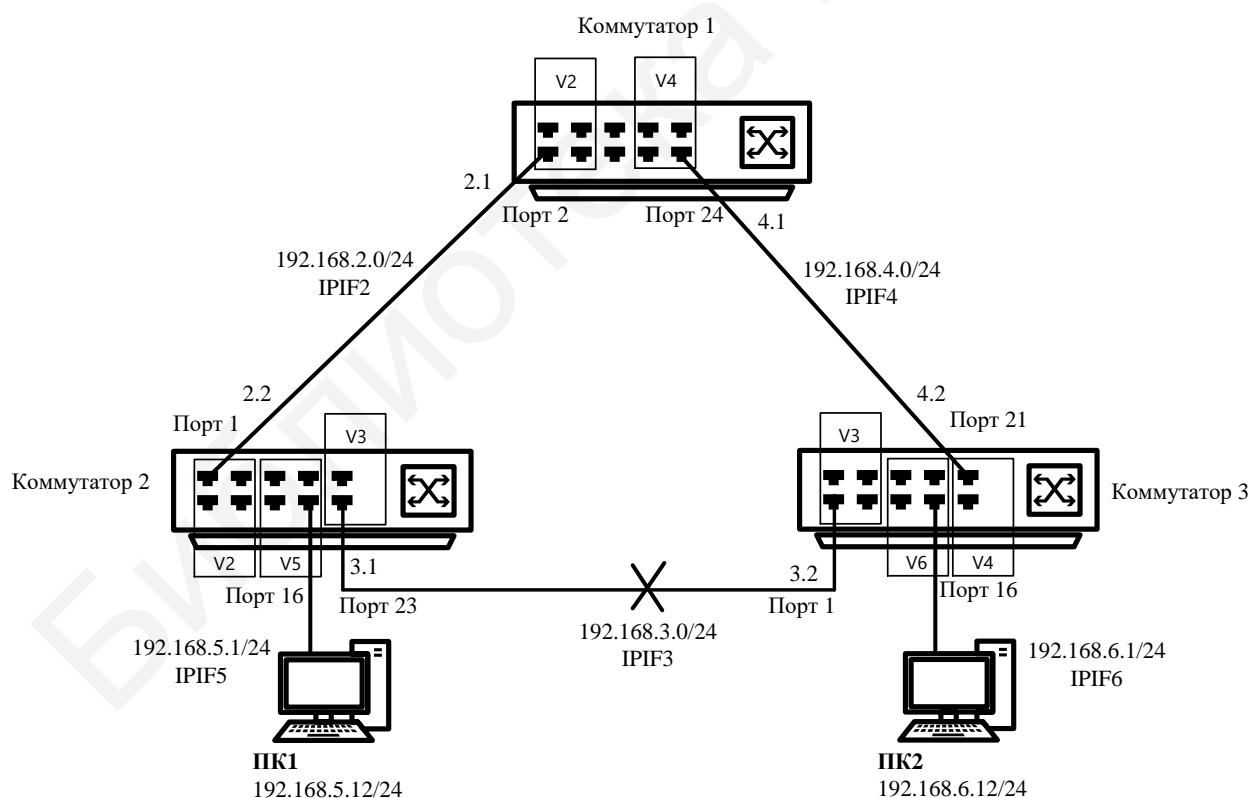 Коммутатор 1
V2
V4
2.1
Порт 2
Порт 24
4.1
192.168.2.0/24
IPIF2
192.168.4.0/24
IPIF4
2.2
4.2
Порт 1
Порт 21
V3
V3
Коммутатор 2
Коммутатор 3
V2
V5
3.1
3.2
V6
V4
Порт 16
Порт 23
Порт 1
Порт 16
192.168.3.0/24
IPIF3
192.168.5.1/24
IPIF5
192.168.6.1/24
IPIF6
ПК1
192.168.5.12/24
ПК2
192.168.6.12/24
Библиотека